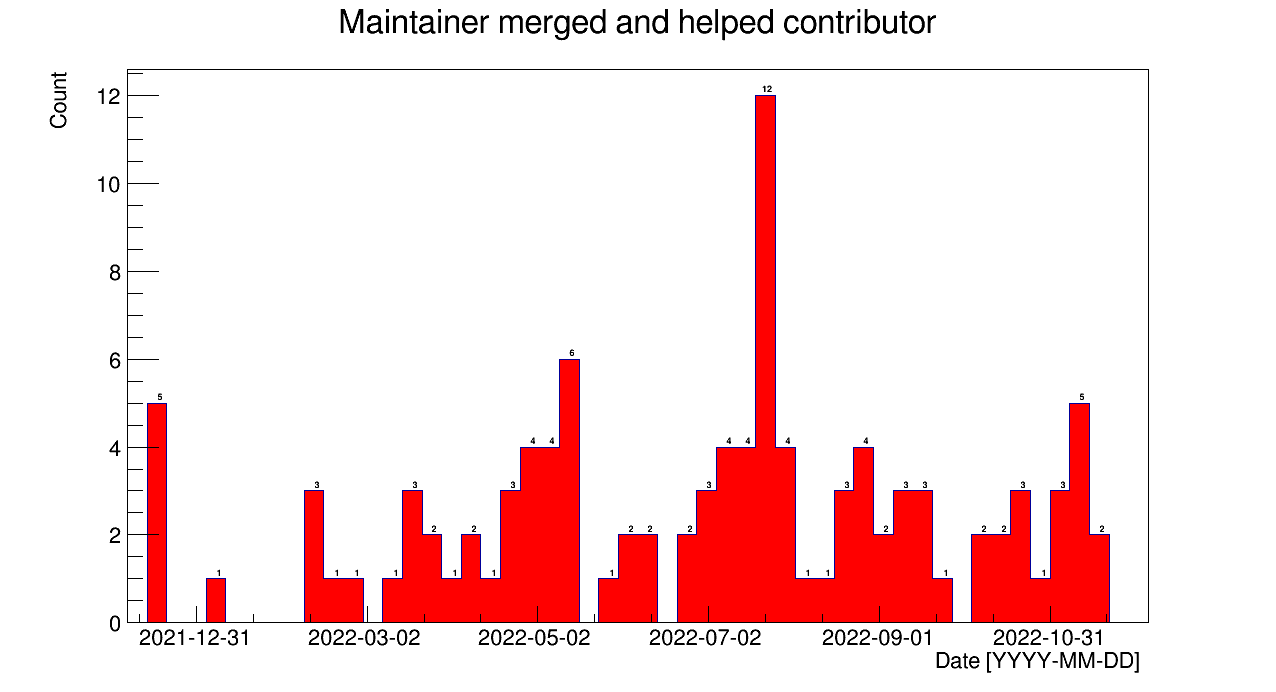 Maintainer merged and helped contributor
Count
12
10
8
6
4
2
0
5 1 3 1 1 1 3 2 1 2 1 3 4 4 6 1 2 2 2 3 4 4 12 4 1 1 3 4 2 3 3 1 2 2 3 1 3 5 2
2021-12-31 2022-03-02 2022-05-02 2022-07-02 2022-09-01 2022-10-31
Date [YYYY-MM-DD]